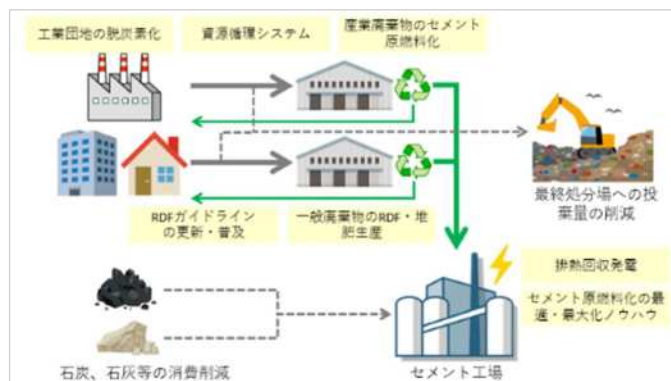 工業団地の脱炭素化
資源循環システム
産業廃棄物のセメント
原燃料化
最終処分場への投
棄量の削減
RDFガイドライン
の更新・普及
一般廃棄物のRDF・堆
肥生産
排熱回収発電
セメント原燃料化の最
適・最大化ノウハウ
石炭、石灰等の消費削減
セメント工場